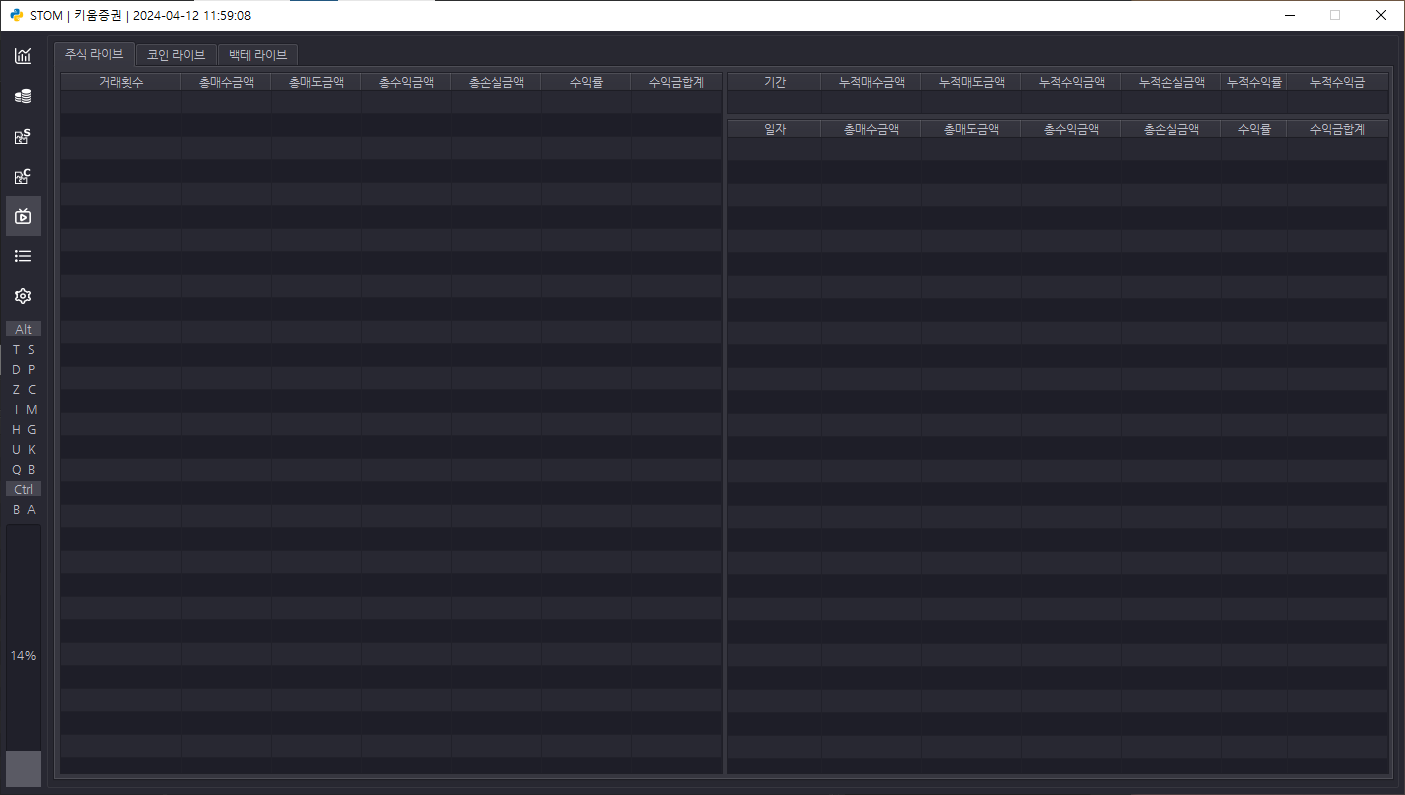 STOM | 키움증권 | 2024-04-12 11:59:08
주식 라이브 코인 라이브 백테 라이브
거래횟수 총매수금액 총매도금액 총수익금액 총손실금액 수익률 수익금합계
기간 누적매수금액 누적매도금액 누적수익금액 누적손실금액 누적수익률 누적수익금
일자 총매수금액 총매도금액 총수익금액 총손실금액 수익률 수익금합계
S
C
Alt
T S
D P
Z C
I M
H G
U K
Q B
Ctrl
B A
14%